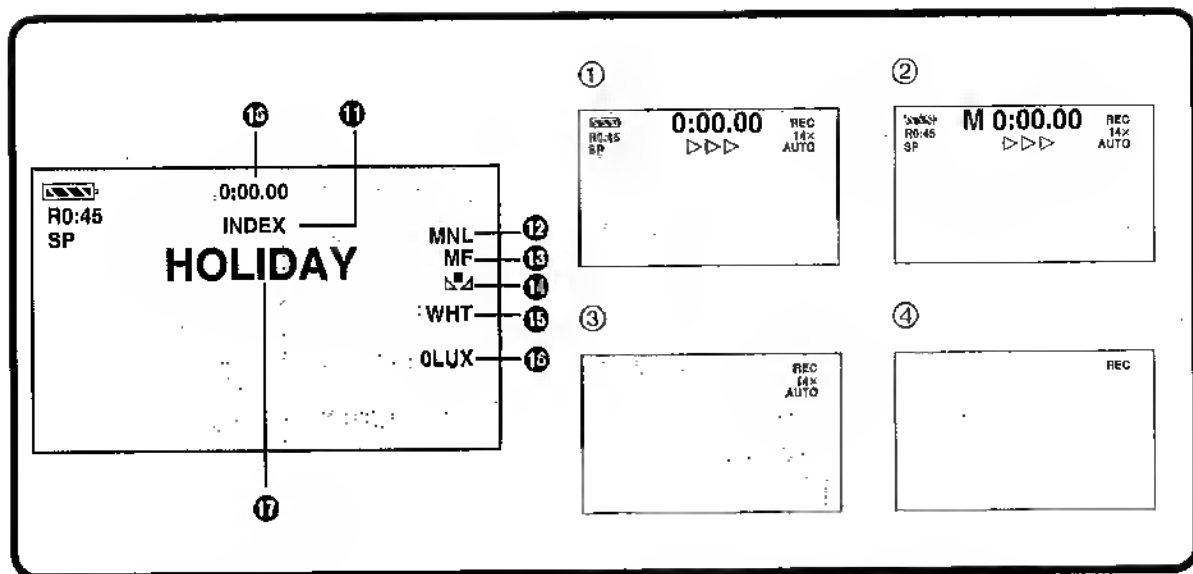 ① ②
⑩ ⑪
0:00.00
R0:45
SP
INDEX
HOLIDAY
MNL ⑫
MF ⑬
⑭
WHT ⑮
0LUX ⑯
⑰
0:00.00
R0:45
SP
REC
14×
AUTO
M 0:00.00
R0:45
SP
REC
14×
AUTO
③ ④
REC
14×
AUTO
REC